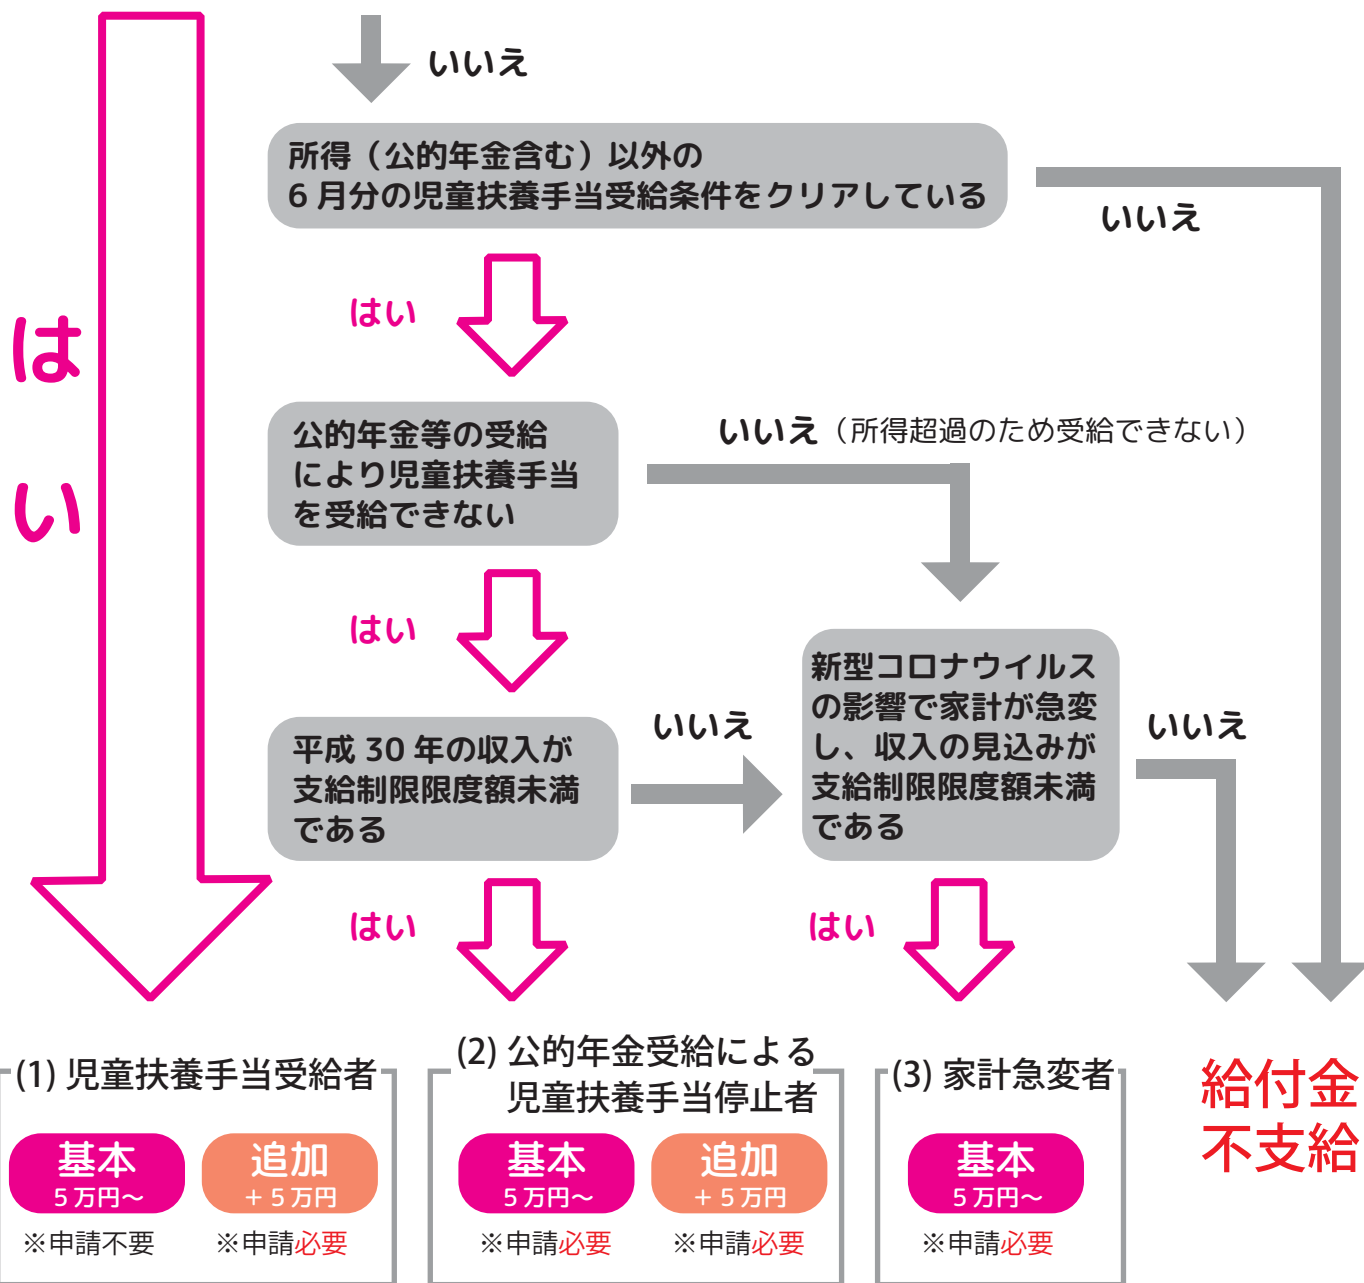 いいえ
所得（公的年金含む）以外の
6 月分の児童扶養手当受給条件をクリアしている
いいえ
はい
はい
公的年金等の受給
により児童扶養手当
を受給できない
いいえ（所得超過のため受給できない）
はい
平成 30 年の収入が
支給制限限度額未満
である
いいえ
新型コロナウイルス
の影響で家計が急変
し、収入の見込みが
支給制限限度額未満
である
いいえ
はい
はい
(1) 児童扶養手当受給者
基本
5 万円～
※申請不要
追加
＋ 5 万円
※申請必要
(2) 公的年金受給による
児童扶養手当停止者
基本
5 万円～
※申請必要
追加
＋ 5 万円
※申請必要
(3) 家計急変者
基本
5 万円～
※申請必要
給付金
不支給